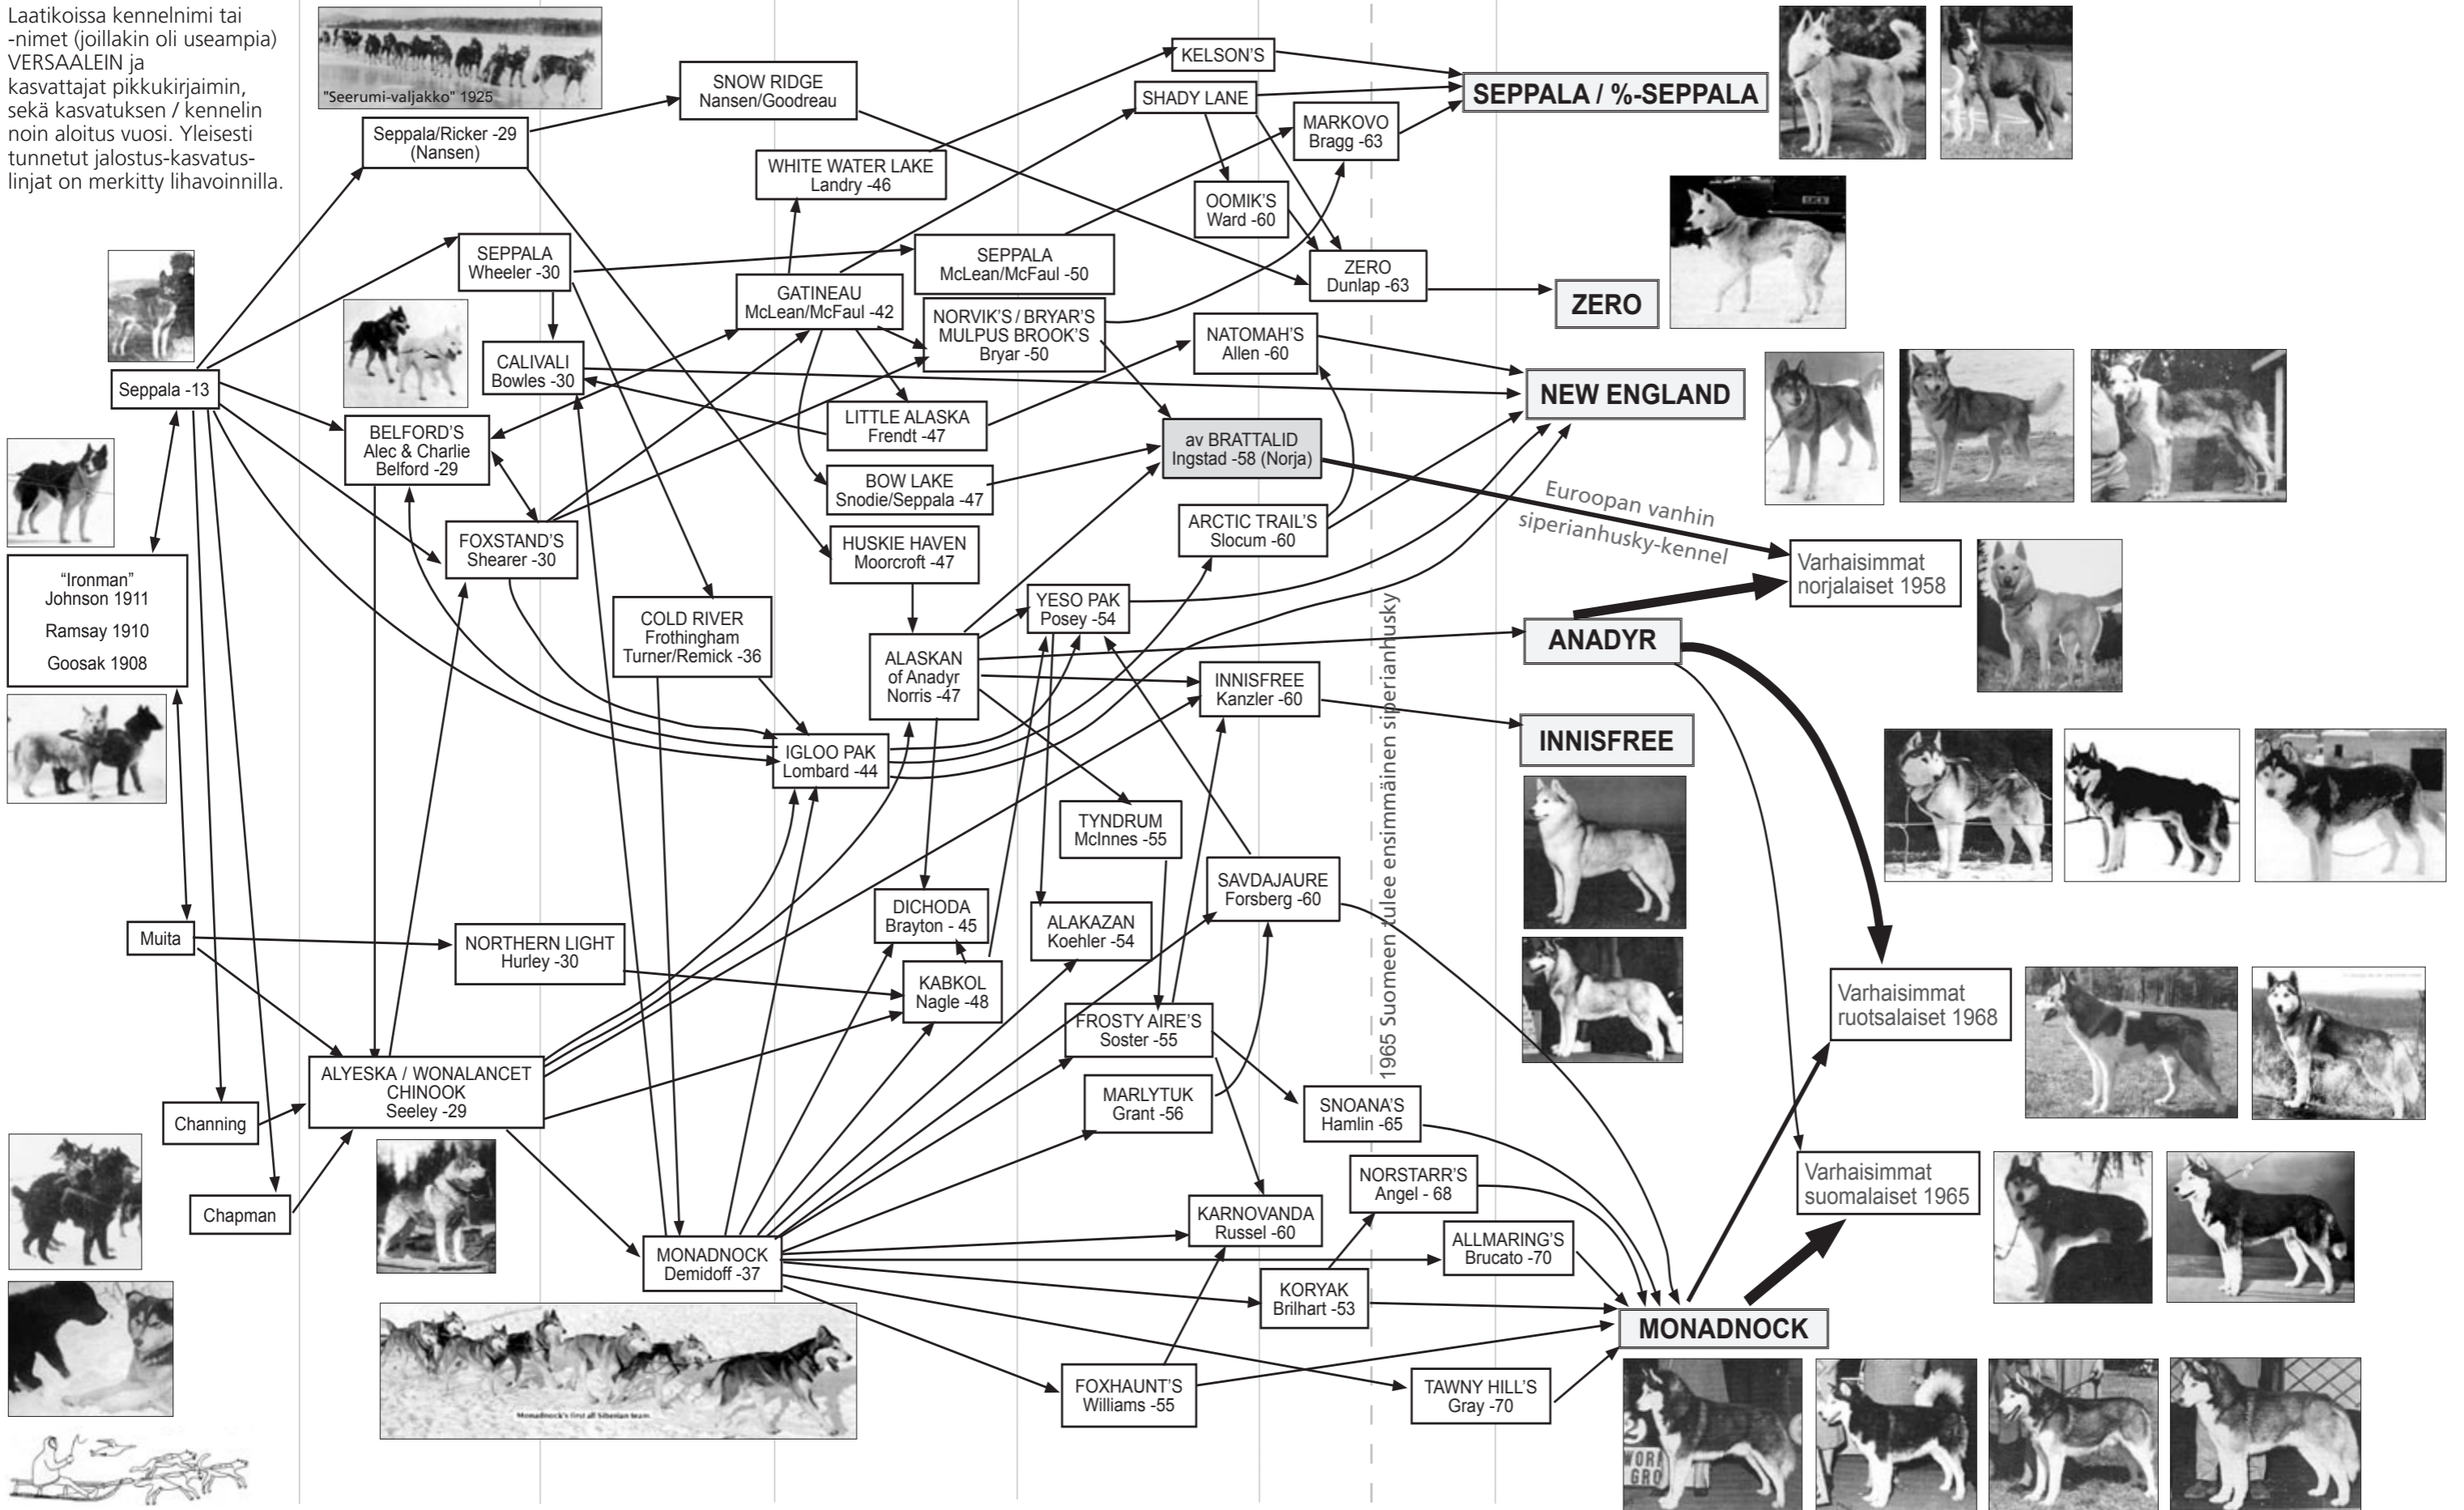 Laatikoissa kennelnimi tai
-nimet (joillakin oli useampia)
VERSAALEIN ja
kasvattajat pikkukirjaimin,
sekä kasvatuksen / kennelin
noin aloitus vuosi. Yleisesti
tunnetut jalostus-kasvatus-
linjat on merkitty lihavoinnilla.
"Seerumi-valjakko" 1925
Seppala/Ricker -29
(Nansen)
SNOW RIDGE
Nansen/Goodreau
KELSON'S
SHADY LANE
SEPPALA / %-SEPPALA
MARKOVO
Bragg -63
WHITE WATER LAKE
Landry -46
OOMIK'S
Ward -60
SEPPALA
Wheeler -30
SEPPALA
McLean/McFaul -50
ZERO
Dunlap -63
ZERO
GATINEAU
McLean/McFaul -42
NORVIK'S / BRYAR'S
MULPUS BROOK'S
Bryar -50
NATOMAH'S
Allen -60
CALIVALI
Bowles -30
Seppala -13
NEW ENGLAND
LITTLE ALASKA
Frendt -47
BELFORD'S
Alec & Charlie
Belford -29
av BRATTALID
Ingstad -58 (Norja)
BOW LAKE
Snodie/Seppala -47
Euroopan vanhin
siperianhusky-kennel
ARCTIC TRAIL'S
Slocum -60
FOXSTAND'S
Shearer -30
HUSKIE HAVEN
Moorcroft -47
Varhaisimmat
norjalaiset 1958
"Ironman"
Johnson 1911
Ramsay 1910
Goosak 1908
COLD RIVER
Frothingham
Turner/Remick -36
YESO PAK
Posey -54
ALASKAN
of Anadyr
Norris -47
ANADYR
INNISFREE
Kanzler -60
1965 Suomeen tulee ensimmäinen siperianhusky
INNISFREE
IGLOO PAK
Lombard -44
TYNDRUM
McInnes -55
SAVDAJAURE
Forsberg -60
DICHODA
Brayton - 45
ALAKAZAN
Koehler -54
Muita
NORTHERN LIGHT
Hurley -30
KABKOL
Nagle -48
Varhaisimmat
ruotsalaiset 1968
FROSTY AIRE'S
Soster -55
ALYESKA / WONALANCET
CHINOOK
Seeley -29
MARLYTUK
Grant -56
SNOANA'S
Hamlin -65
Channing
Varhaisimmat
suomalaiset 1965
NORSTARR'S
Angel - 68
Chapman
KARNOVANDA
Russel -60
ALLMARING'S
Brucato -70
MONADNOCK
Demidoff -37
KORYAK
Brilhart -53
MONADNOCK
FOXHAUNT'S
Williams -55
TAWNY HILL'S
Gray -70
Monadnock's first all Siberian team.